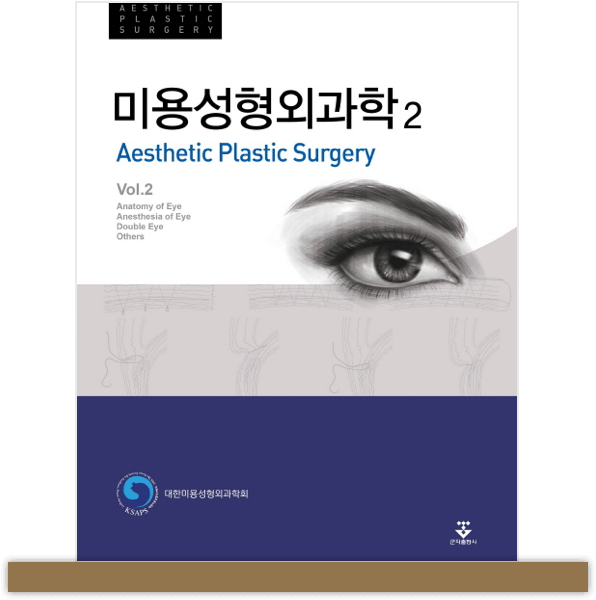 AESTHETIC
PLASTIC
SURGERY
미용성형외과학 2
Aesthetic Plastic Surgery
Vol.2
Anatomy of Eye
Anesthesia of Eye
Double Eye
Others
KSAPS
대한미용성형외과학회
군자출판사